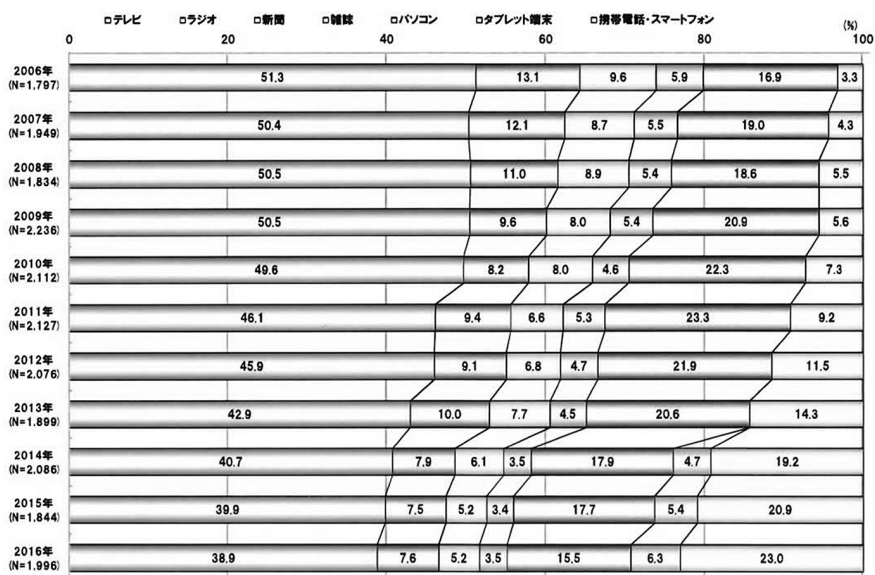 □テレビ □ラジオ □新聞 □雑誌 □パソコン □タブレット端末 □携帯電話・スマートフォン
(%)
0 20 40 60 80 100
2006年 51.3 13.1 9.6 5.9 16.9 3.3
(N=1.797)
2007年 50.4 12.1 8.7 5.5 19.0 4.3
(N=1.949)
2008年 50.5 11.0 8.9 5.4 18.6 5.5
(N=1.834)
2009年 50.5 9.6 8.0 5.4 20.9 5.6
(N=2.236)
2010年 49.6 8.2 8.0 4.6 22.3 7.3
(N=2.112)
2011年 46.1 9.4 6.6 5.3 23.3 9.2
(N=2.127)
2012年 45.9 9.1 6.8 4.7 21.9 11.5
(N=2.076)
2013年 42.9 10.0 7.7 4.5 20.6 14.3
(N=1.899)
2014年 40.7 7.9 6.1 3.5 17.9 4.7 19.2
(N=2.086)
2015年 39.9 7.5 5.2 3.4 17.7 5.4 20.9
(N=1.844)
2016年 38.9 7.6 5.2 3.5 15.5 6.3 23.0
(N=1.996)